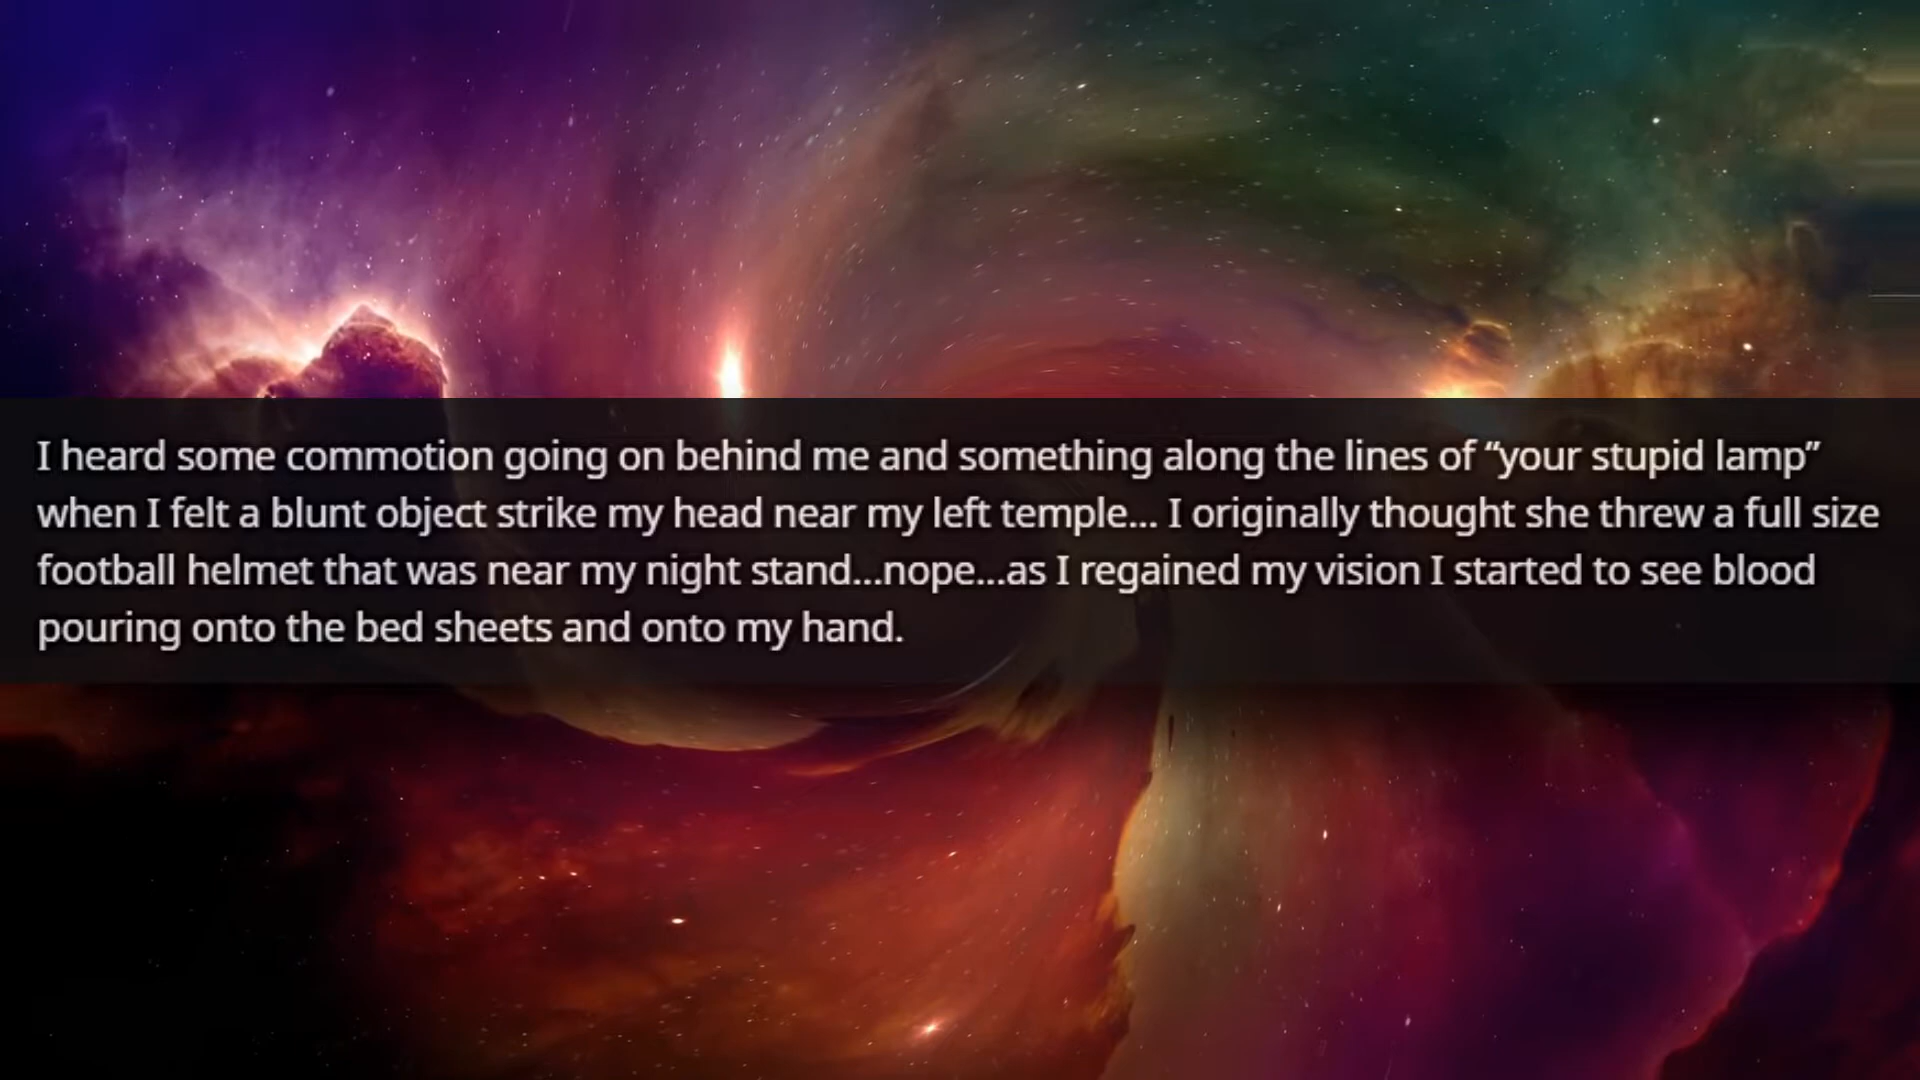 I heard some commotion going on behind me and something along the lines of “your stupid lamp”
when I felt a blunt object strike my head near my left temple... I originally thought she threw a full size
football helmet that was near my night stand...nope...as I regained my vision I started to see blood
pouring onto the bed sheets and onto my hand.